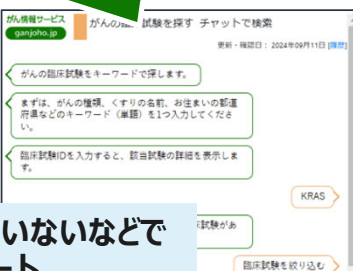 がん情報サービス
ganjoho.jp
がんの臨 試験を探す チャットで検索
更新・確認日：2024年09月11日 [履歴]
がんの臨床試験をキーワードで探します。
まずは、がんの種類、くすりの名前、お住まいの都道
府県などのキーワード（単語）を1つ入力してくださ
い。
臨床試験IDを入力すると、該当試験の詳細を表示しま
す。
KRAS
試験があ
いないなどで
臨床試験を絞り込む
ート